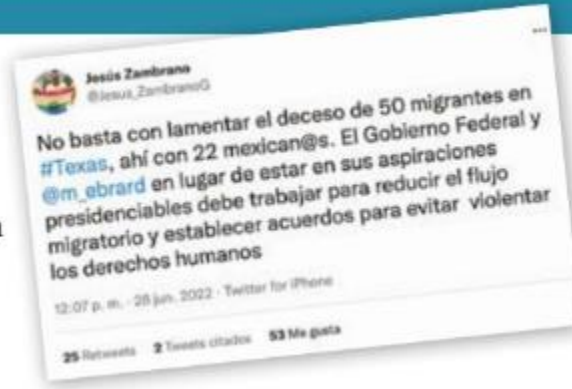 Jesús Zambrano
@Jesus_ZambranoG
No basta con lamentar el deceso de 50 migrantes en
#Texas, ahí con 22 mexican@s. El Gobierno Federal y
@m_ebrard en lugar de estar en sus aspiraciones
presidenciables debe trabajar para reducir el flujo
migratorio y establecer acuerdos para evitar violentar
los derechos humanos
12:07 p. m. · 28 jun. 2022 · Twitter for iPhone
25 Retweets 2 Tweets citados 53 Me gusta